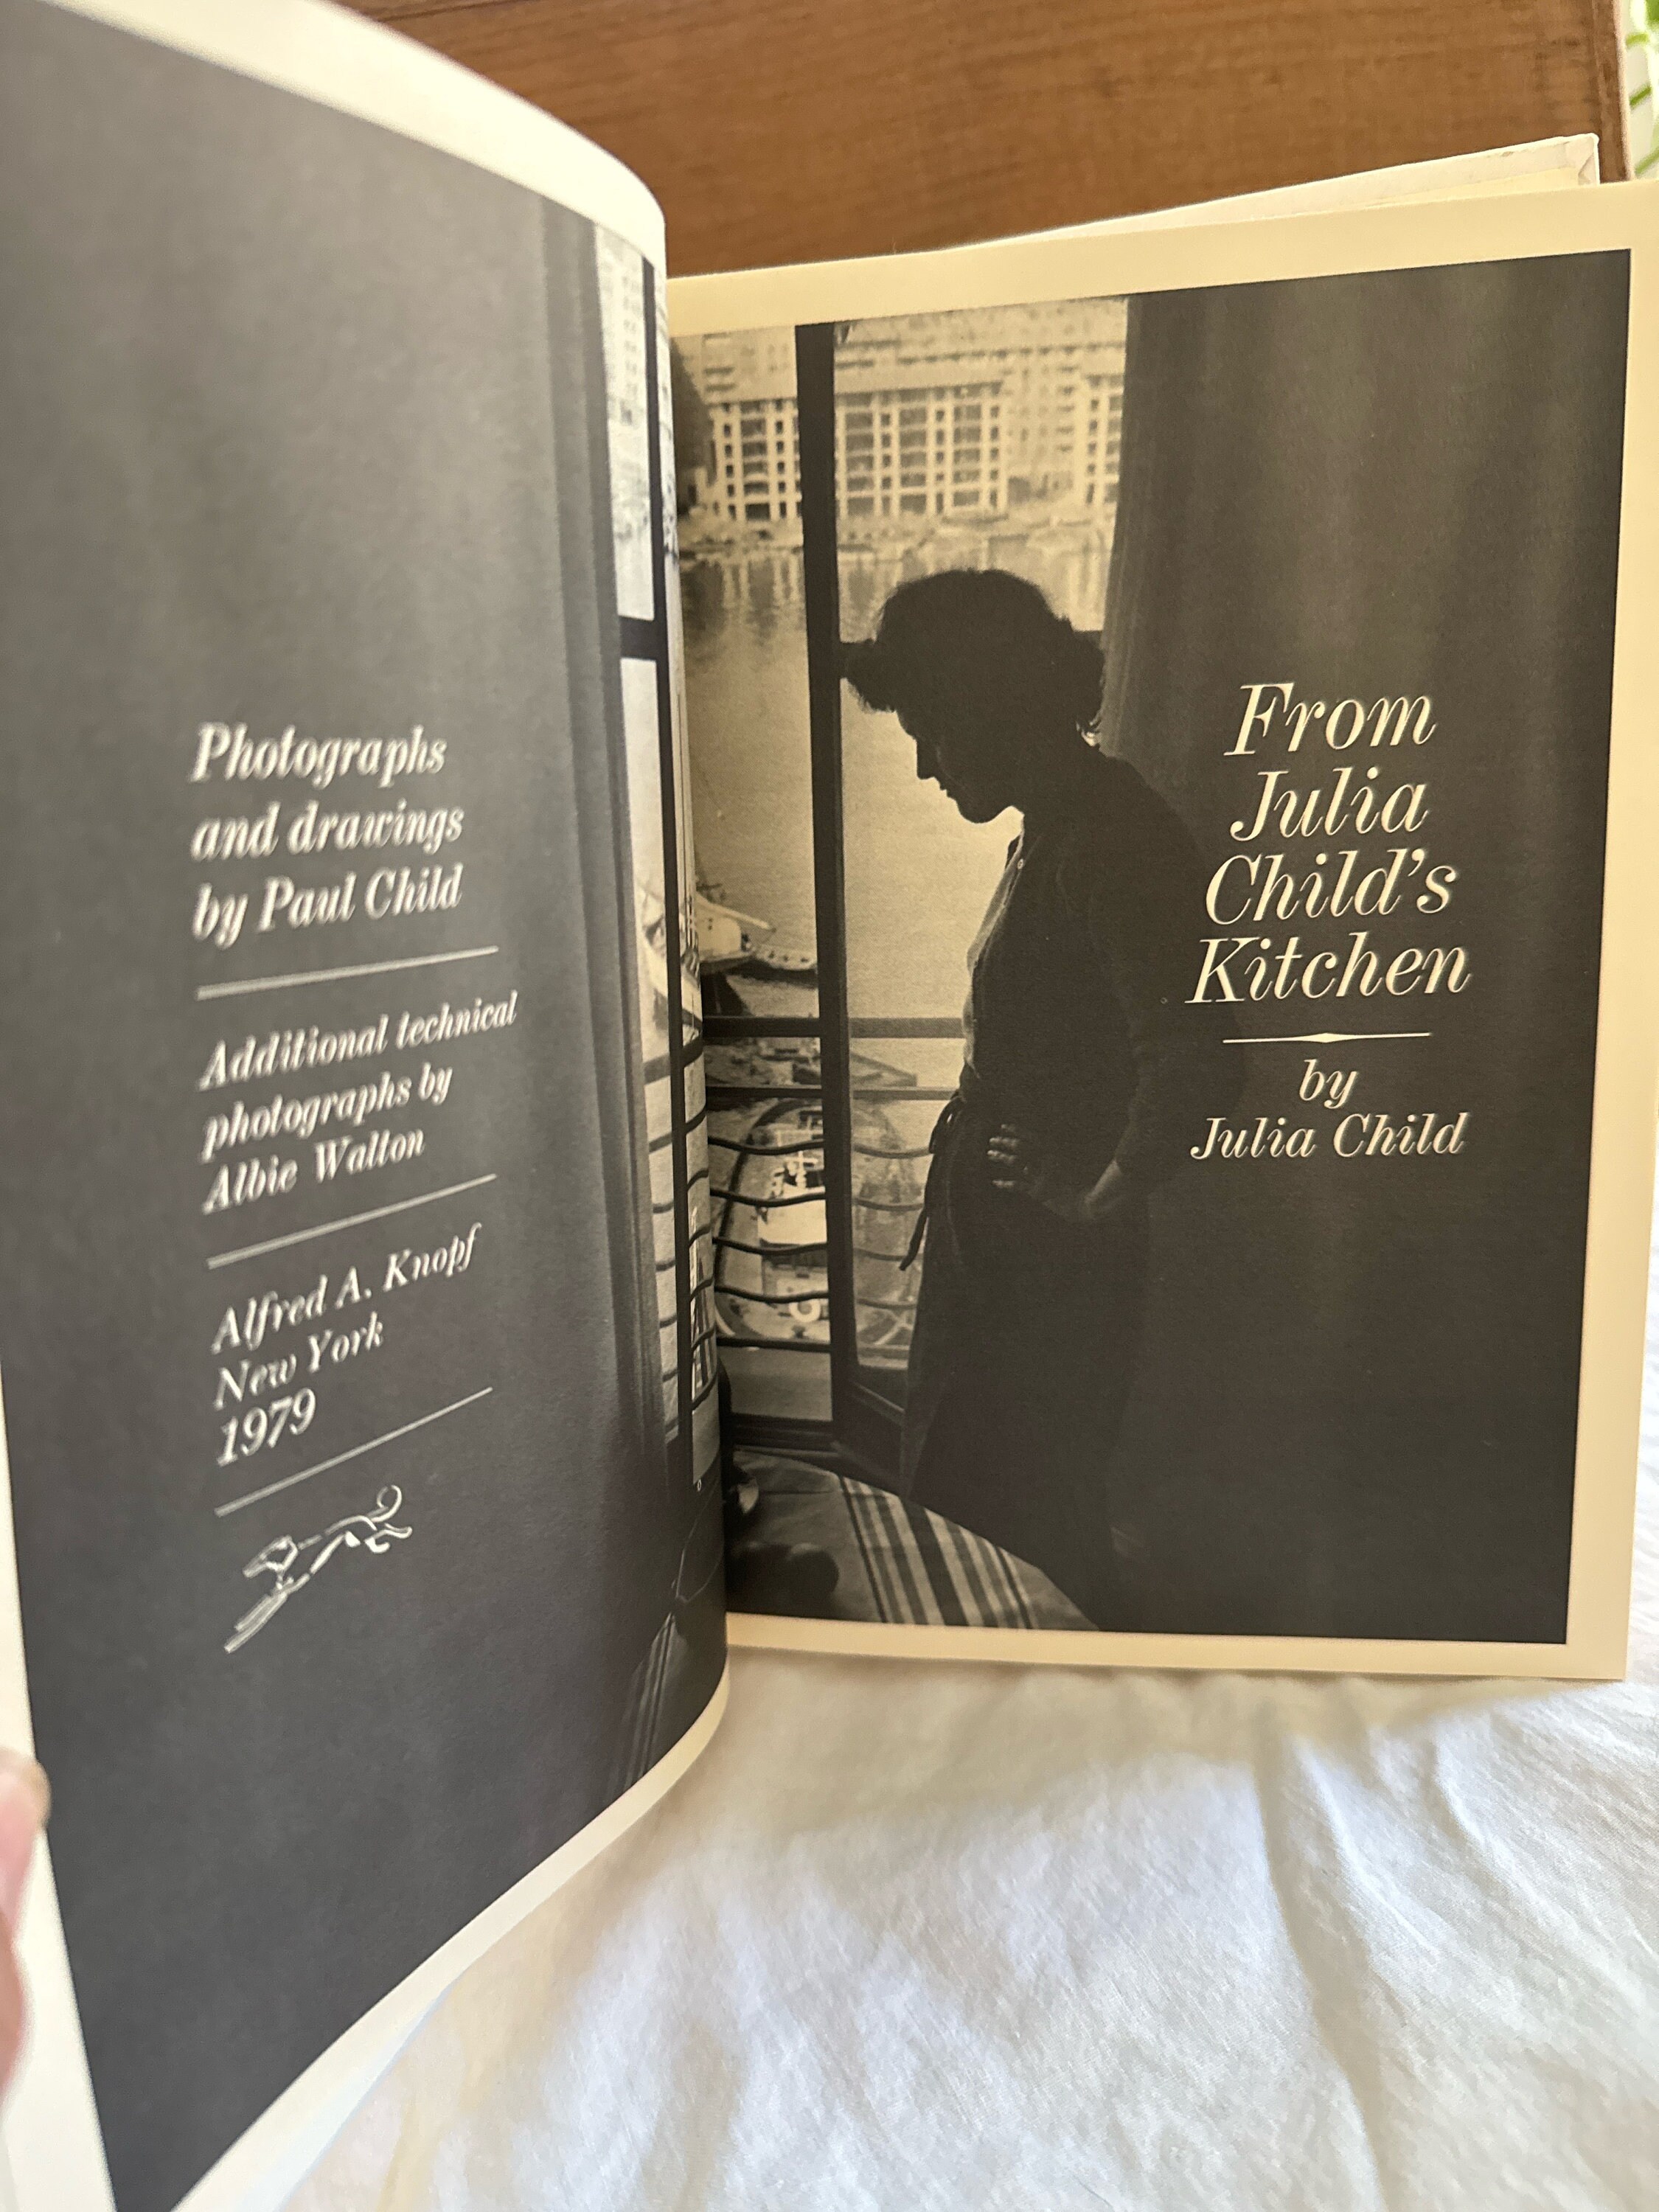 Photographs
and drawings
by Paul Child
Additional technical
photographs by
Albie Walton
Alfred A. Knopf
New York
1979
From
Julia
Child's
Kitchen
by
Julia Child